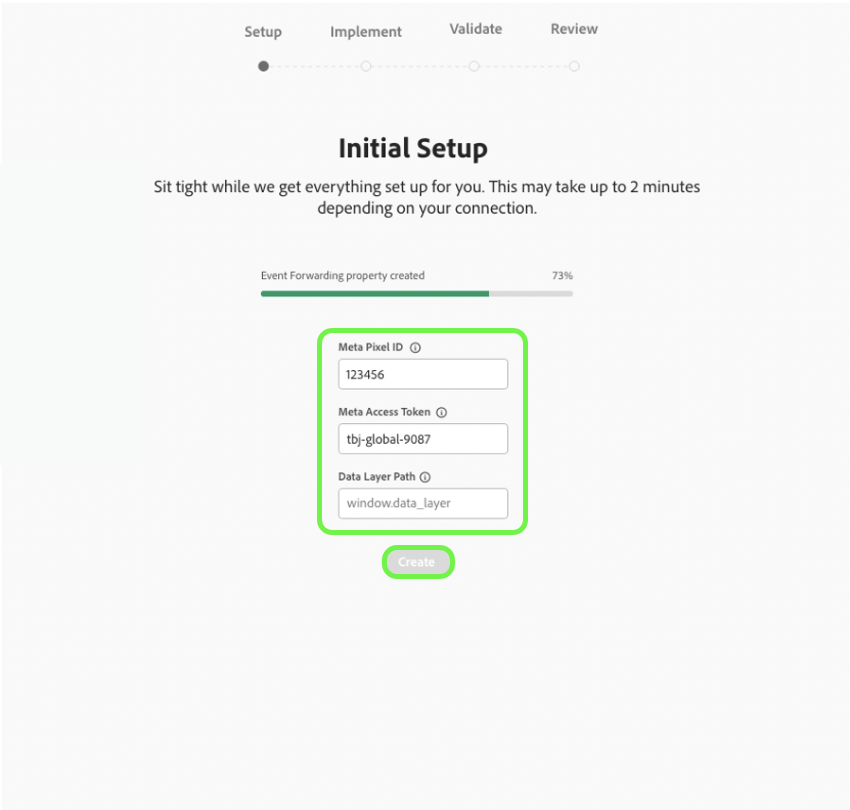 Setup Implement Validate Review
Initial Setup
Sit tight while we get everything set up for you. This may take up to 2 minutes
depending on your connection.
Event Forwarding property created 73%
Meta Pixel ID
123456
Meta Access Token
tbj-global-9087
Data Layer Path
window.data_layer
Create